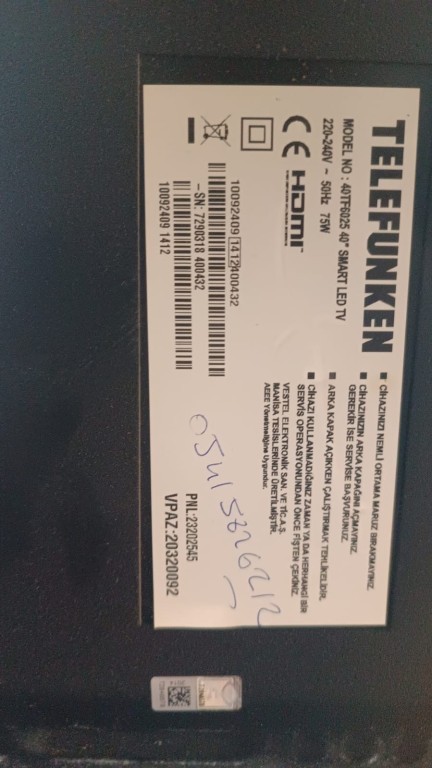 TELEFUNKEN
MODEL NO : 40TF6025 40" SMART LED TV
220-240V ~ 50Hz 75W
CE HDMI
10092409 1412 400432
-SN: 7290318 400432
10092409 1412
■ CİHAZINIZI NEMLİ ORTAMA MARUZ BIRAKMAYINIZ.
■ CİHAZINIZIN ARKA KAPAĞINI AÇMAYINIZ.
GEREKİR İSE SERVİSE BAŞVURUNUZ.
■ ARKA KAPAK AÇIKKEN ÇALIŞTIRMAK TEHLİKELİDİR.
■ CİHAZI KULLANMADIĞINIZ ZAMAN YA DA HERHANGİ BİR
SERVİS OPERASYONUNDAN ÖNCE FİŞTEN ÇEKİNİZ.
VESTEL ELEKTRONİK SAN. VE TİC.A.Ş.
MANİSA TESİSLERİNDE ÜRETİLMİŞTİR.
AEEE Yönetmeliğine Uygundur.
PNL:23202545
VPAZ:20320092